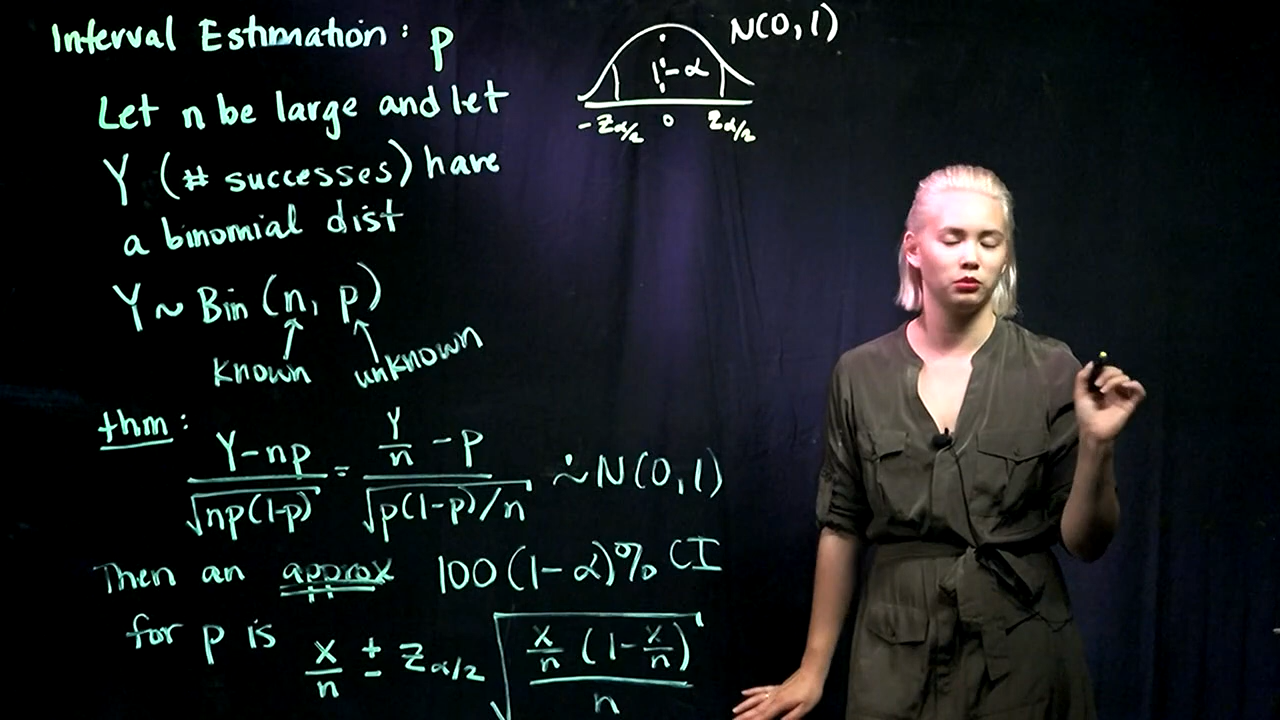 Interval Estimation: p
N(0,1)
1-α
-Zα/2 0 Zα/2
Let n be large and let
Y (# successes) have
a binomial dist
Y ~ Bin (n, p)
known unknown
thm:
(Y-np)/√(np(1-p)) = (Y/n - p)/√(p(1-p)/n) ∼̇ N(0,1)
Then an approx 100(1-α)% CI
for p is x/n ± Zα/2 √((x/n (1-x/n))/n)